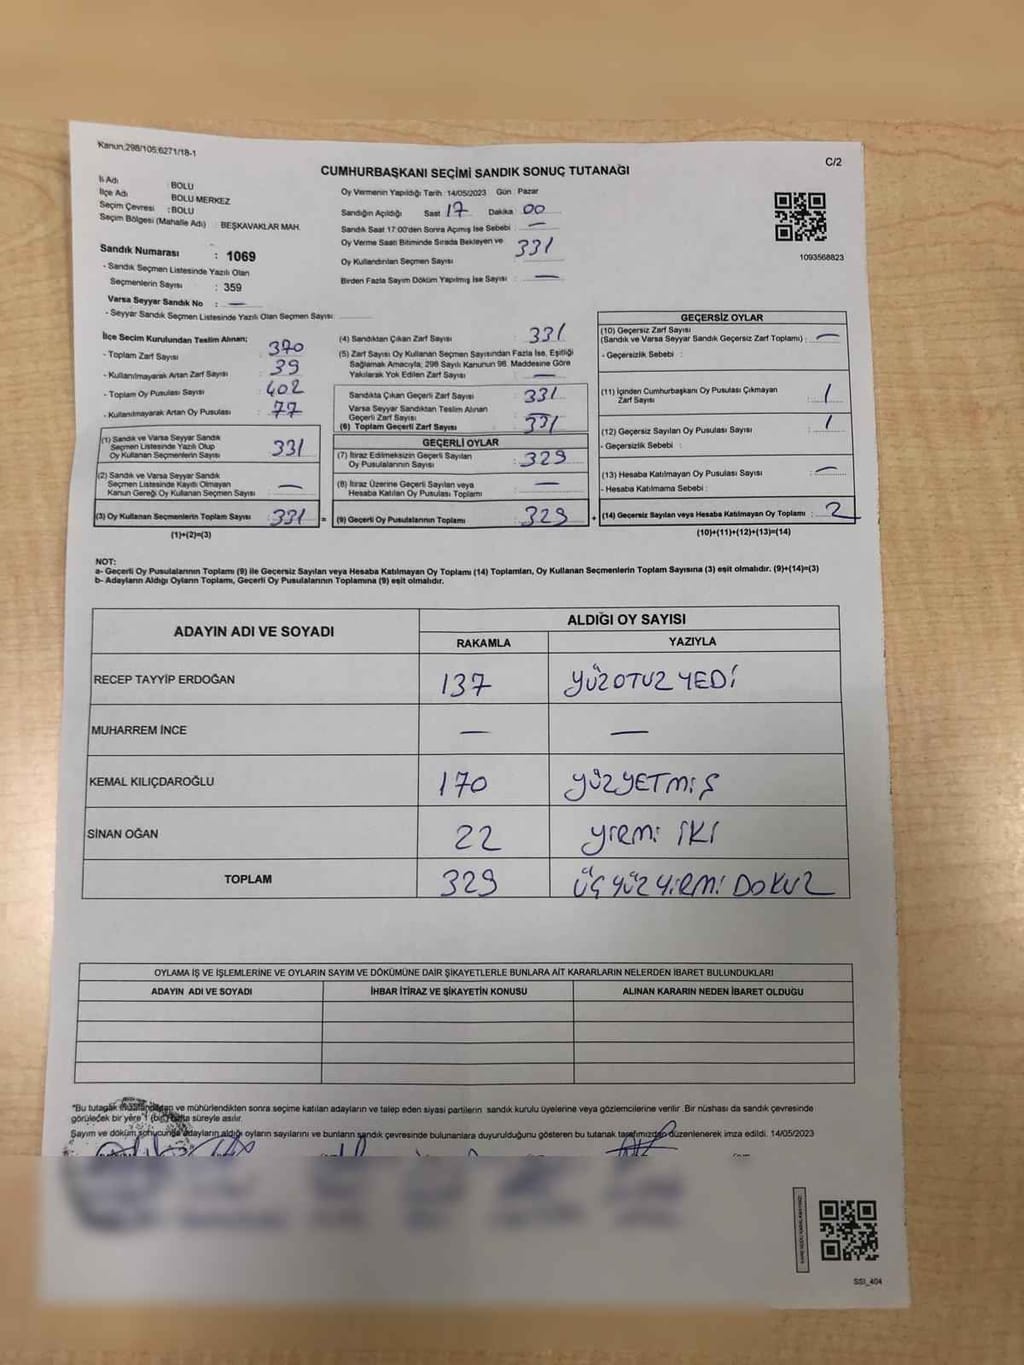 Kanun:298/105;6271/18-1
C/2
CUMHURBAŞKANI SEÇİMİ SANDIK SONUÇ TUTANAĞI
İl Adı BOLU
İlçe Adı BOLU MERKEZ
Seçim Çevresi : BOLU
Seçim Bölgesi (Mahalle Adı) : BEŞKAVAKLAR MAH.
Sandık Numarası : 1069
- Sandık Seçmen Listesinde Yazılı Olan
Seçmenlerin Sayısı : 359
Varsa Seyyar Sandık No : —
- Seyyar Sandık Seçmen Listesinde Yazılı Olan Seçmen Sayısı:
Oy Vermenin Yapıldığı Tarih : 14/05/2023 Gün : Pazar
Sandığın Açıldığı Saat 17 Dakika 00
Sandık Saat 17:00'den Sonra Açımış İse Sebebi : —
Oy Verme Saati Bitiminde Sırada Bekleyen ve
Oy Kullandırılan Seçmen Sayısı 331
Birden Fazla Sayım Döküm Yapılmış İse Sayısı : —
1093568823
İlçe Seçim Kurulundan Teslim Alınan;
- Toplam Zarf Sayısı : 370
- Kullanılmayarak Artan Zarf Sayısı : 39
- Toplam Oy Pusulası Sayısı : 402
- Kullanılmayarak Artan Oy Pusulası : 77
(1) Sandık ve Varsa Seyyar Sandık
Seçmen Listesinde Yazılı Olup
Oy Kullanan Seçmenlerin Sayısı : 331
(2) Sandık ve Varsa Seyyar Sandık
Seçmen Listesinde Kayıtlı Olmayan
Kanun Gereği Oy Kullanan Seçmen Sayısı : —
(3) Oy Kullanan Seçmenlerin Toplam Sayısı : 331 =
(1)+(2)=(3)
(4) Sandıktan Çıkan Zarf Sayısı : 331
(5) Zarf Sayısı Oy Kullanan Seçmen Sayısından Fazla İse, Eşitliği
Sağlamak Amacıyla; 298 Sayılı Kanunun 98. Maddesine Göre
Yakılarak Yok Edilen Zarf Sayısı : —
Sandıkta Çıkan Geçerli Zarf Sayısı : 331
Varsa Seyyar Sandıktan Teslim Alınan
Geçerli Zarf Sayısı : —
(6) Toplam Geçerli Zarf Sayısı : 331
GEÇERLİ OYLAR
(7) İtiraz Edilmeksizin Geçerli Sayılan
Oy Pusulalarının Sayısı : 329
(8) İtiraz Üzerine Geçerli Sayılan veya
Hesaba Katılan Oy Pusulası Toplamı : —
(9) Geçerli Oy Pusulalarının Toplamı : 329 +
GEÇERSİZ OYLAR
(10) Geçersiz Zarf Sayısı
(Sandık ve Varsa Seyyar Sandık Geçersiz Zarf Toplamı) : —
- Geçersizlik Sebebi :
(11) İçinden Cumhurbaşkanı Oy Pusulası Çıkmayan
Zarf Sayısı : 1
(12) Geçersiz Sayılan Oy Pusulası Sayısı : 1
- Geçersizlik Sebebi :
(13) Hesaba Katılmayan Oy Pusulası Sayısı : —
- Hesaba Katılmama Sebebi :
(14) Geçersiz Sayılan veya Hesaba Katılmayan Oy Toplamı : 2
(10)+(11)+(12)+(13)=(14)
NOT:
a- Geçerli Oy Pusulalarının Toplamı (9) ile Geçersiz Sayılan veya Hesaba Katılmayan Oy Toplamı (14) Toplamları, Oy Kullanan Seçmenlerin Toplam Sayısına (3) eşit olmalıdır. (9)+(14)=(3)
b- Adayların Aldığı Oyların Toplamı, Geçerli Oy Pusulalarının Toplamına (9) eşit olmalıdır.
ADAYIN ADI VE SOYADI
ALDIĞI OY SAYISI
RAKAMLA YAZIYLA
RECEP TAYYİP ERDOĞAN 137 YÜZOTUZ YEDİ
MUHARREM İNCE — —
KEMAL KILIÇDAROĞLU 170 YÜZYETMİŞ
SİNAN OĞAN 22 YİRMİ İKİ
TOPLAM 329 ÜÇ YÜZ YİRMİ DOKUZ
OYLAMA İŞ VE İŞLEMLERİNE VE OYLARIN SAYIM VE DÖKÜMÜNE DAİR ŞİKAYETLERLE BUNLARA AİT KARARLARIN NELERDEN İBARET BULUNDUKLARI
ADAYIN ADI VE SOYADI İHBAR İTİRAZ VE ŞİKAYETİN KONUSU ALINAN KARARIN NEDEN İBARET OLDUĞU
"Bu tutanak ve mühürlendikten sonra seçime katılan adayların ve talep eden siyasi partilerin sandık kurulu üyelerine veya gözlemcilerine verilir. Bir nüshası da sandık çevresinde
görülecek bir yere 1 (bir) hafta süreyle asılır.
Sayım ve döküm sonucunda adayların aldığı oyların sayılarını ve bunların sandık çevresinde bulunanlara duyurulduğunu gösteren bu tutanak tarafımızdan düzenlenerek imza edildi. 14/05/2023
SSI_404